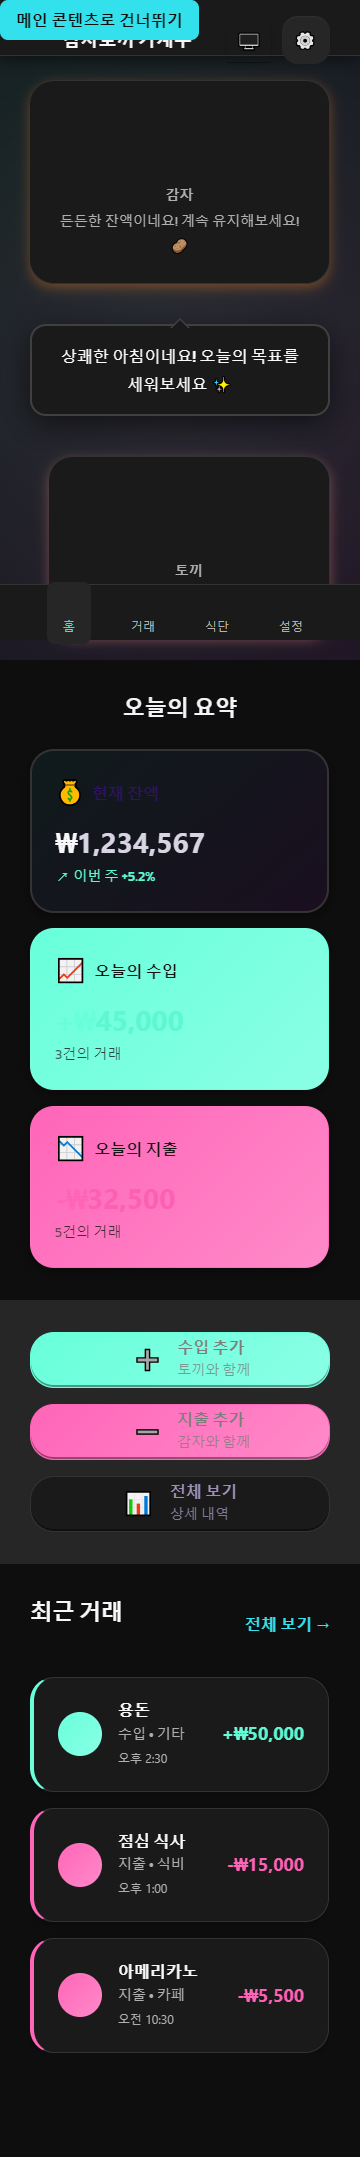 메인 콘텐츠로 건너뛰기
감자
든든한 잔액이네요! 계속 유지해보세요!
🥔
상쾌한 아침이네요! 오늘의 목표를
세워보세요 ✨
토끼
홈
거래
식단
설정
오늘의 요약
현재 잔액
₩1,234,567
↗ 이번 주 +5.2%
오늘의 수입
+₩45,000
3건의 거래
오늘의 지출
-₩32,500
5건의 거래
수입 추가
토끼와 함께
지출 추가
감자와 함께
전체 보기
상세 내역
최근 거래
전체 보기 →
용돈
수입 • 기타
+₩50,000
오후 2:30
점심 식사
지출 • 식비
-₩15,000
오후 1:00
아메리카노
지출 • 카페
-₩5,500
오전 10:30